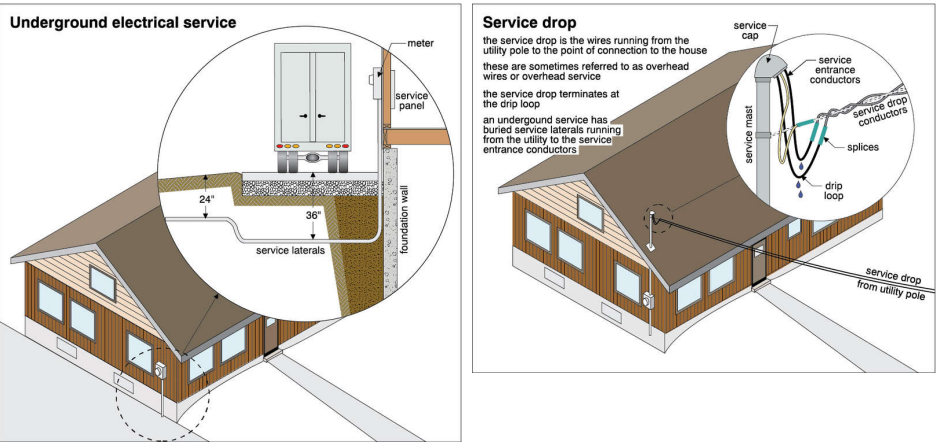 Underground electrical service
meter
service
panel
24"
36"
service laterals
foundation wall
Service drop
the service drop is the wires running from the
utility pole to the point of connection to the house
these are sometimes referred to as overhead
wires or overhead service
the service drop terminates at
the drip loop
an undergound service has
buried service laterals running
from the utility to the service
entrance conductors
service
cap
service
entrance
conductors
service mast
service drop
conductors
splices
drip
loop
service drop
from utility pole